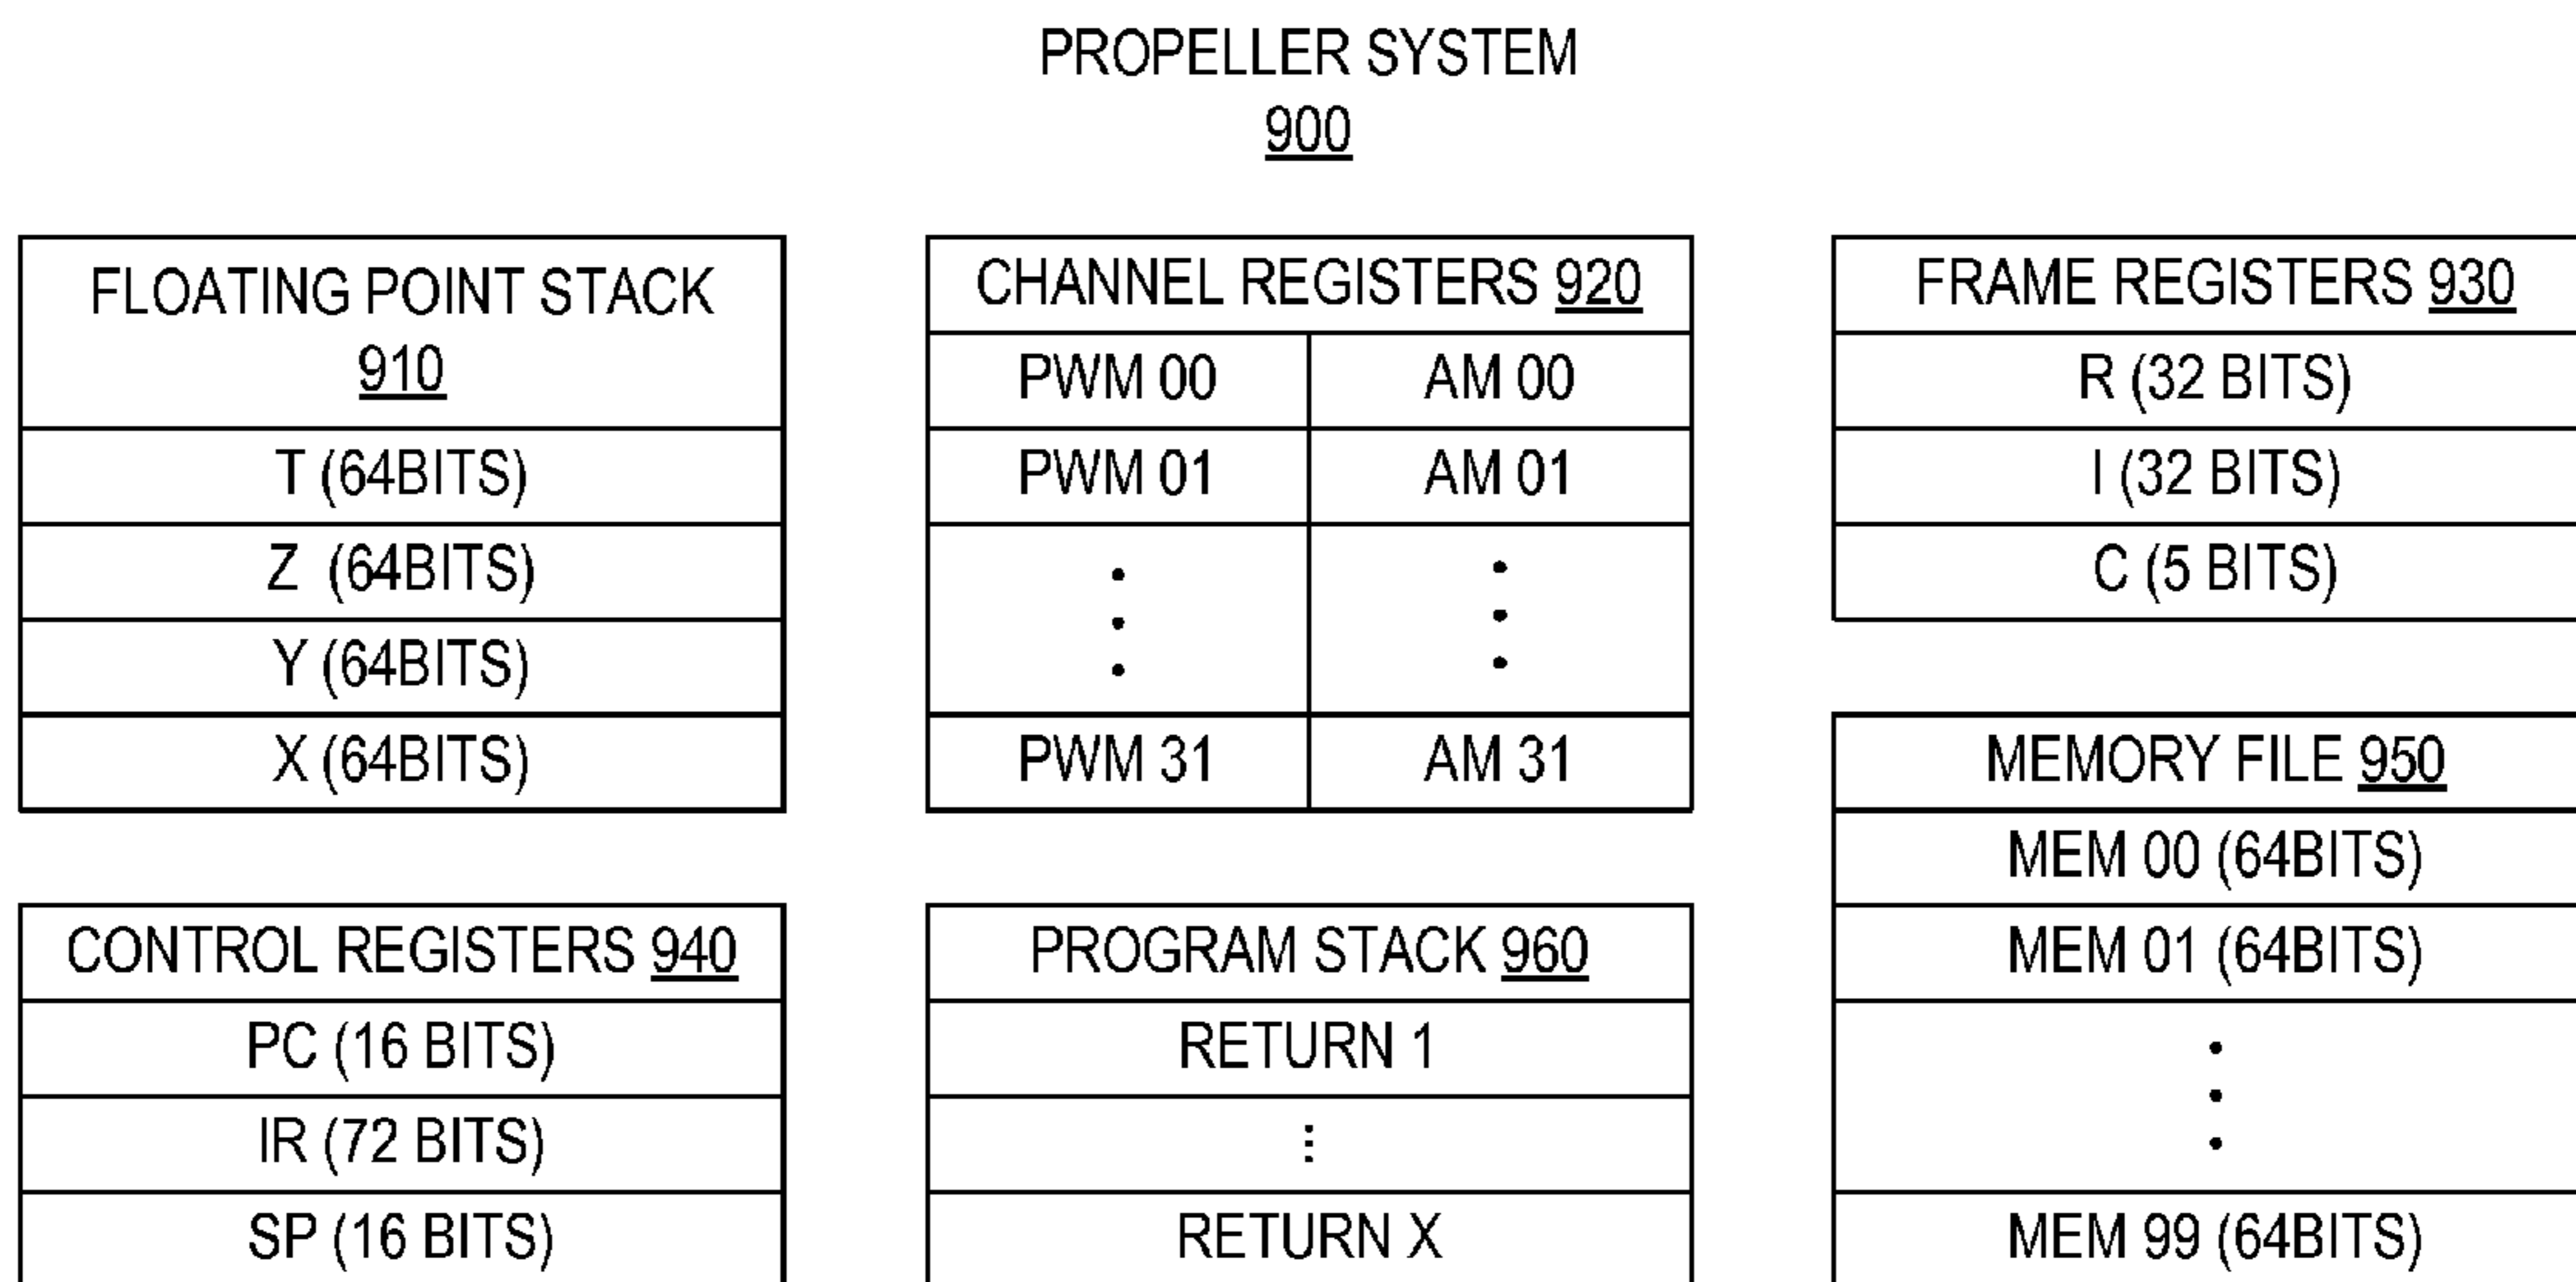 PROPELLER SYSTEM
900
FLOATING POINT STACK
910
T (64BITS)
Z (64BITS)
Y (64BITS)
X (64BITS)
CHANNEL REGISTERS 920
PWM 00 AM 00
PWM 01 AM 01
PWM 31 AM 31
FRAME REGISTERS 930
R (32 BITS)
I (32 BITS)
C (5 BITS)
CONTROL REGISTERS 940
PC (16 BITS)
IR (72 BITS)
SP (16 BITS)
PROGRAM STACK 960
RETURN 1
RETURN X
MEMORY FILE 950
MEM 00 (64BITS)
MEM 01 (64BITS)
MEM 99 (64BITS)